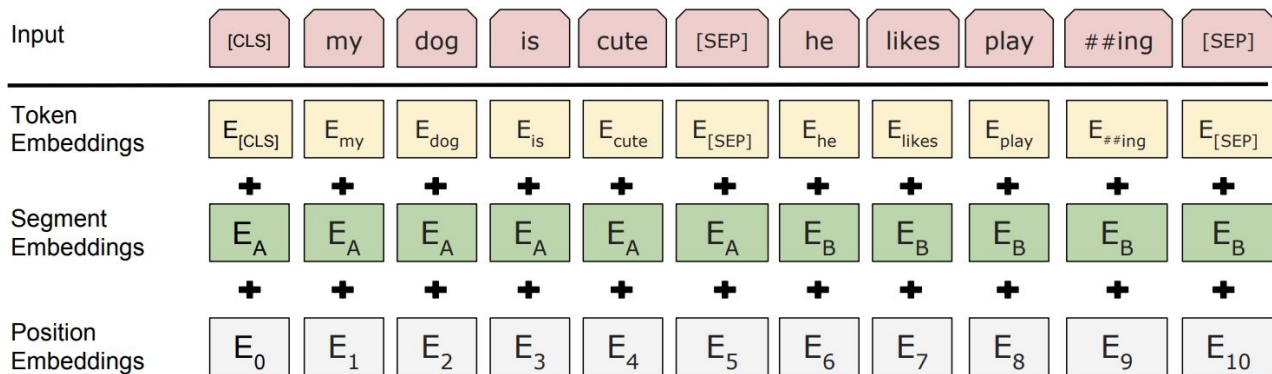 Input [CLS] my dog is cute [SEP] he likes play ##ing [SEP]
Token Embeddings E[CLS] Emy Edog Eis Ecute E[SEP] Ehe Elikes Eplay E##ing E[SEP]
+ + + + + + + + + + +
Segment Embeddings EA EA EA EA EA EA EB EB EB EB EB
+ + + + + + + + + + +
Position Embeddings E0 E1 E2 E3 E4 E5 E6 E7 E8 E9 E10